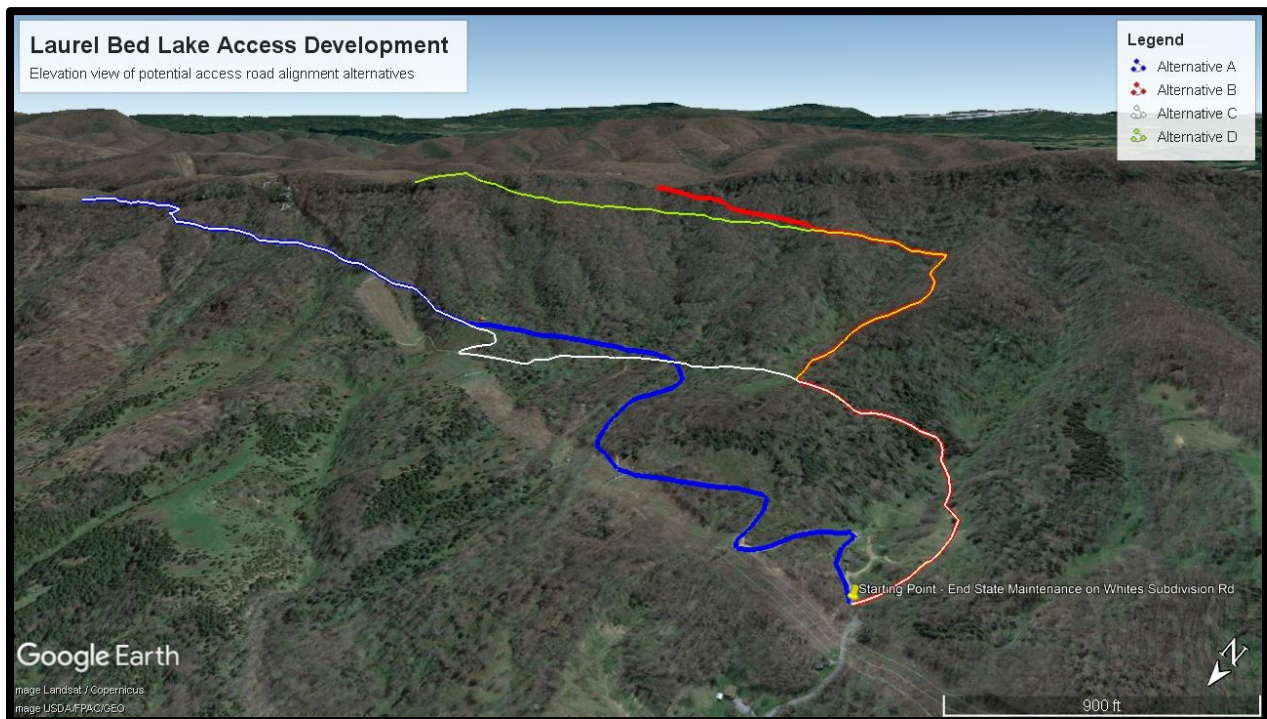 Laurel Bed Lake Access Development
Elevation view of potential access road alignment alternatives
Legend
Alternative A
Alternative B
Alternative C
Alternative D
Starting Point - End State Maintenance on Whites Subdivision Rd
Google Earth
mage Landsat / Copernicus
mage USDA/FPAC/GEO
N
900 ft